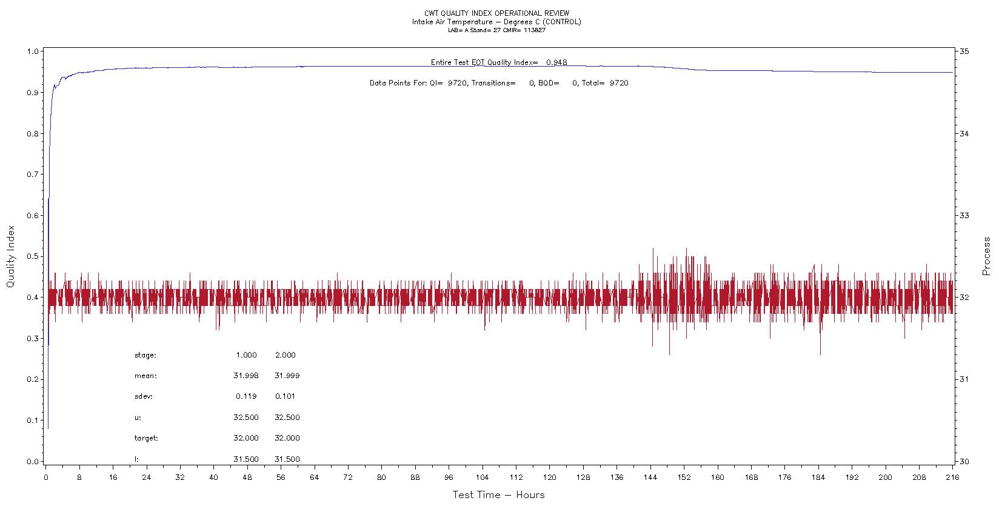 CWT QUALITY INDEX OPERATIONAL REVIEW
Intake Air Temperature – Degrees C (CONTROL)
LAB= A Stand= 27 CMIR= 113827
Entire Test EOT Quality Index= 0.948
Data Points For: QI= 9720, Transitions= 0, BQD= 0, Total= 9720
1.0
0.9
0.8
0.7
0.6
0.5
0.4
0.3
0.2
0.1
0.0
Quality Index
35
34
33
32
31
30
Process
stage: 1.000 2.000
mean: 31.998 31.999
sdev: 0.119 0.101
u: 32.500 32.500
target: 32.000 32.000
l: 31.500 31.500
0 8 16 24 32 40 48 56 64 72 80 88 96 104 112 120 128 136 144 152 160 168 176 184 192 200 208 216
Test Time – Hours